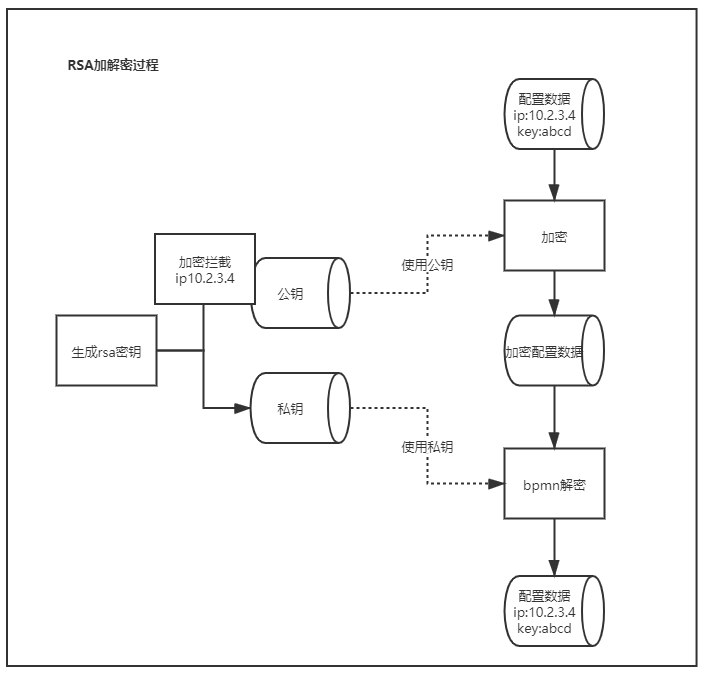 RSA加解密过程
配置数据
ip:10.2.3.4
key:abcd
加密
加密拦截
ip10.2.3.4
公钥
使用公钥
生成rsa密钥
加密配置数据
私钥
使用私钥
bpmn解密
配置数据
ip:10.2.3.4
key:abcd